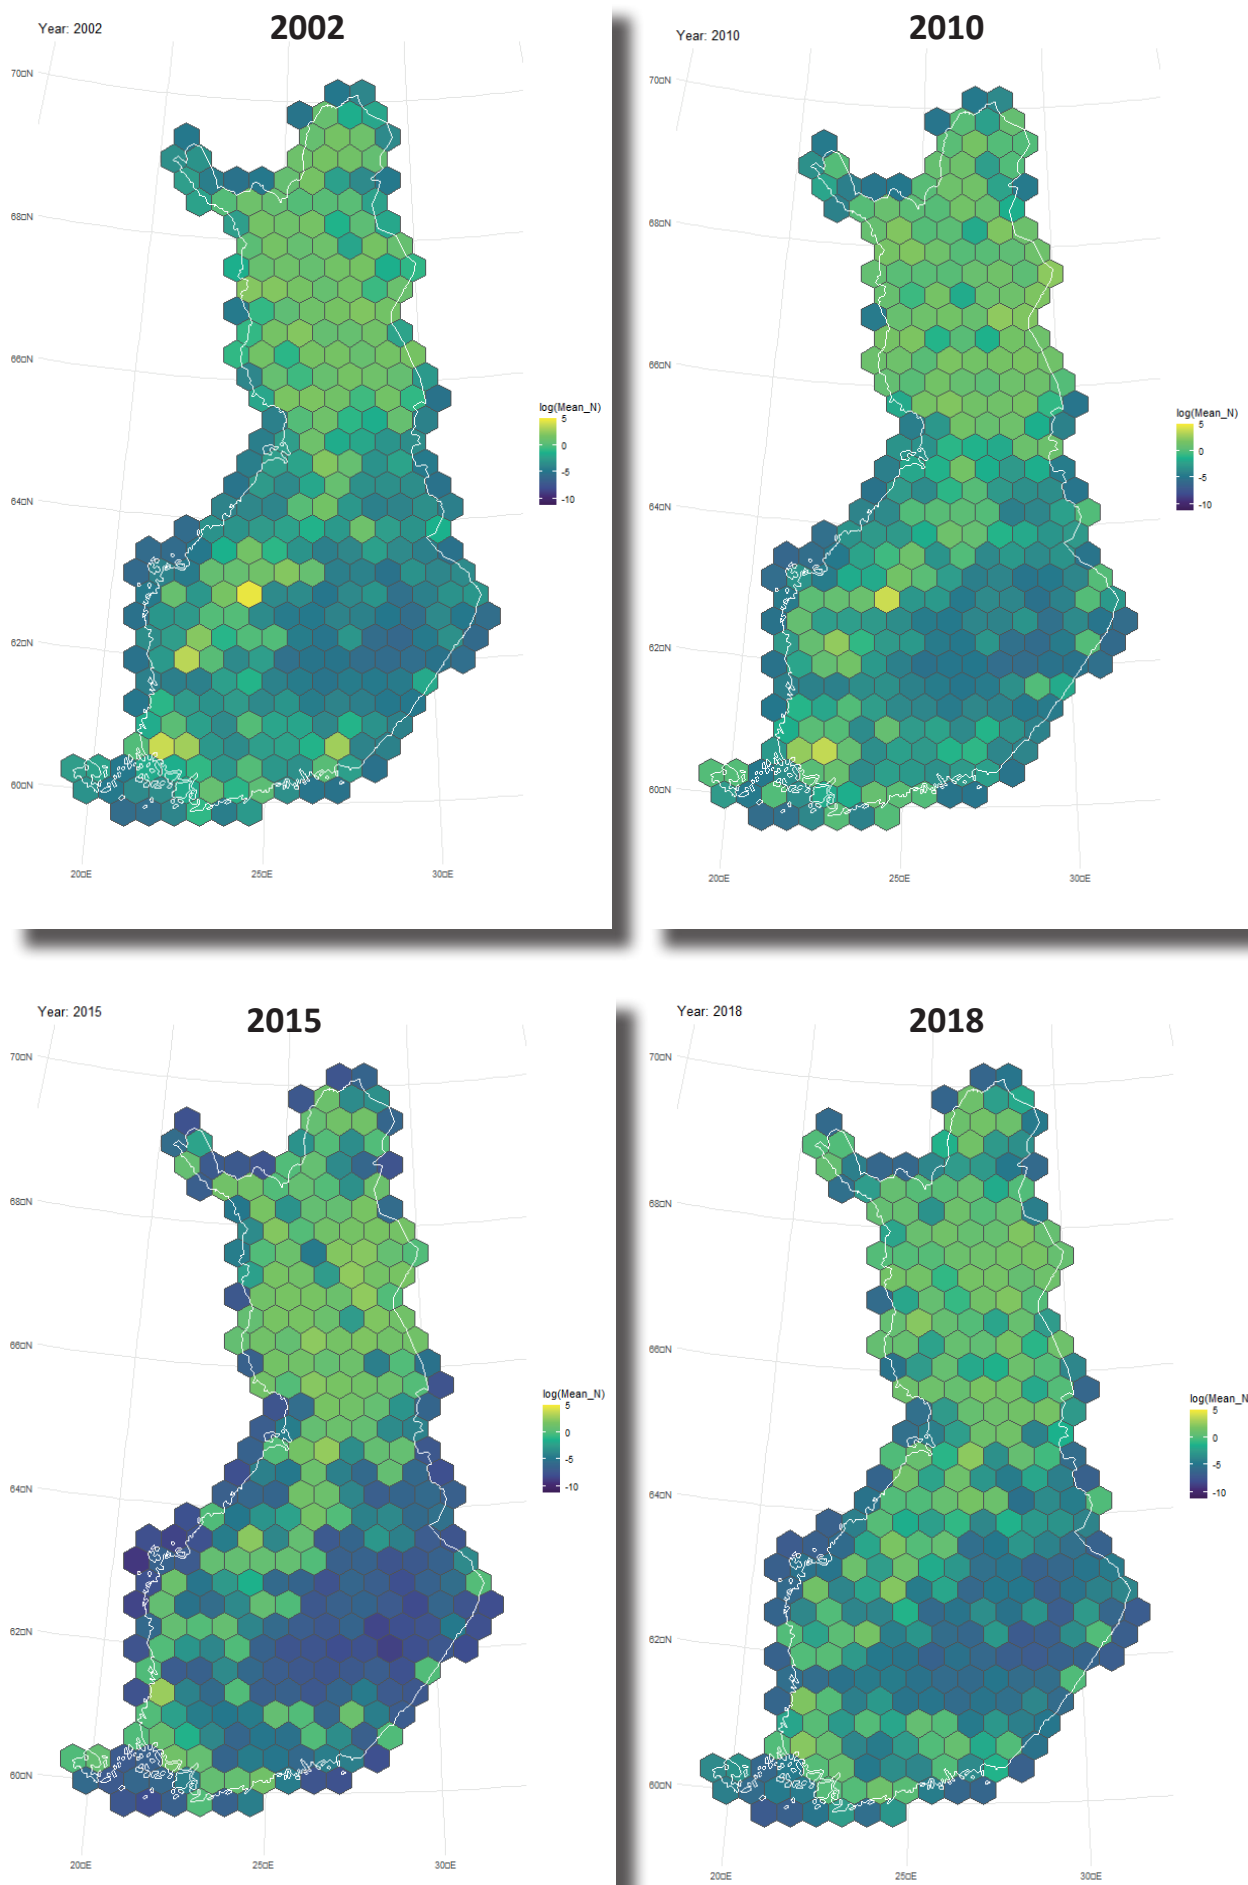 Year: 2002
2002
70□N
68□N
66□N
64□N
62□N
60□N
20□E
25□E
30□E
log(Mean_N)
5
0
-5
-10
Year: 2010
2010
70□N
68□N
66□N
64□N
62□N
60□N
20□E
25□E
30□E
log(Mean_N)
5
0
-5
-10
Year: 2015
2015
70□N
68□N
66□N
64□N
62□N
60□N
20□E
25□E
30□E
log(Mean_N)
5
0
-5
-10
Year: 2018
2018
70□N
68□N
66□N
64□N
62□N
60□N
20□E
25□E
30□E
log(Mean_N
5
0
-5
-10